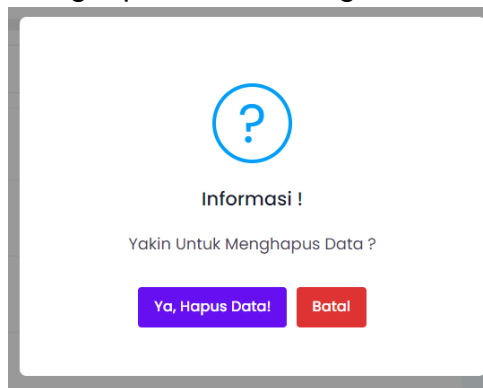 ?
Informasi !
Yakin Untuk Menghapus Data ?
Ya, Hapus Data!
Batal